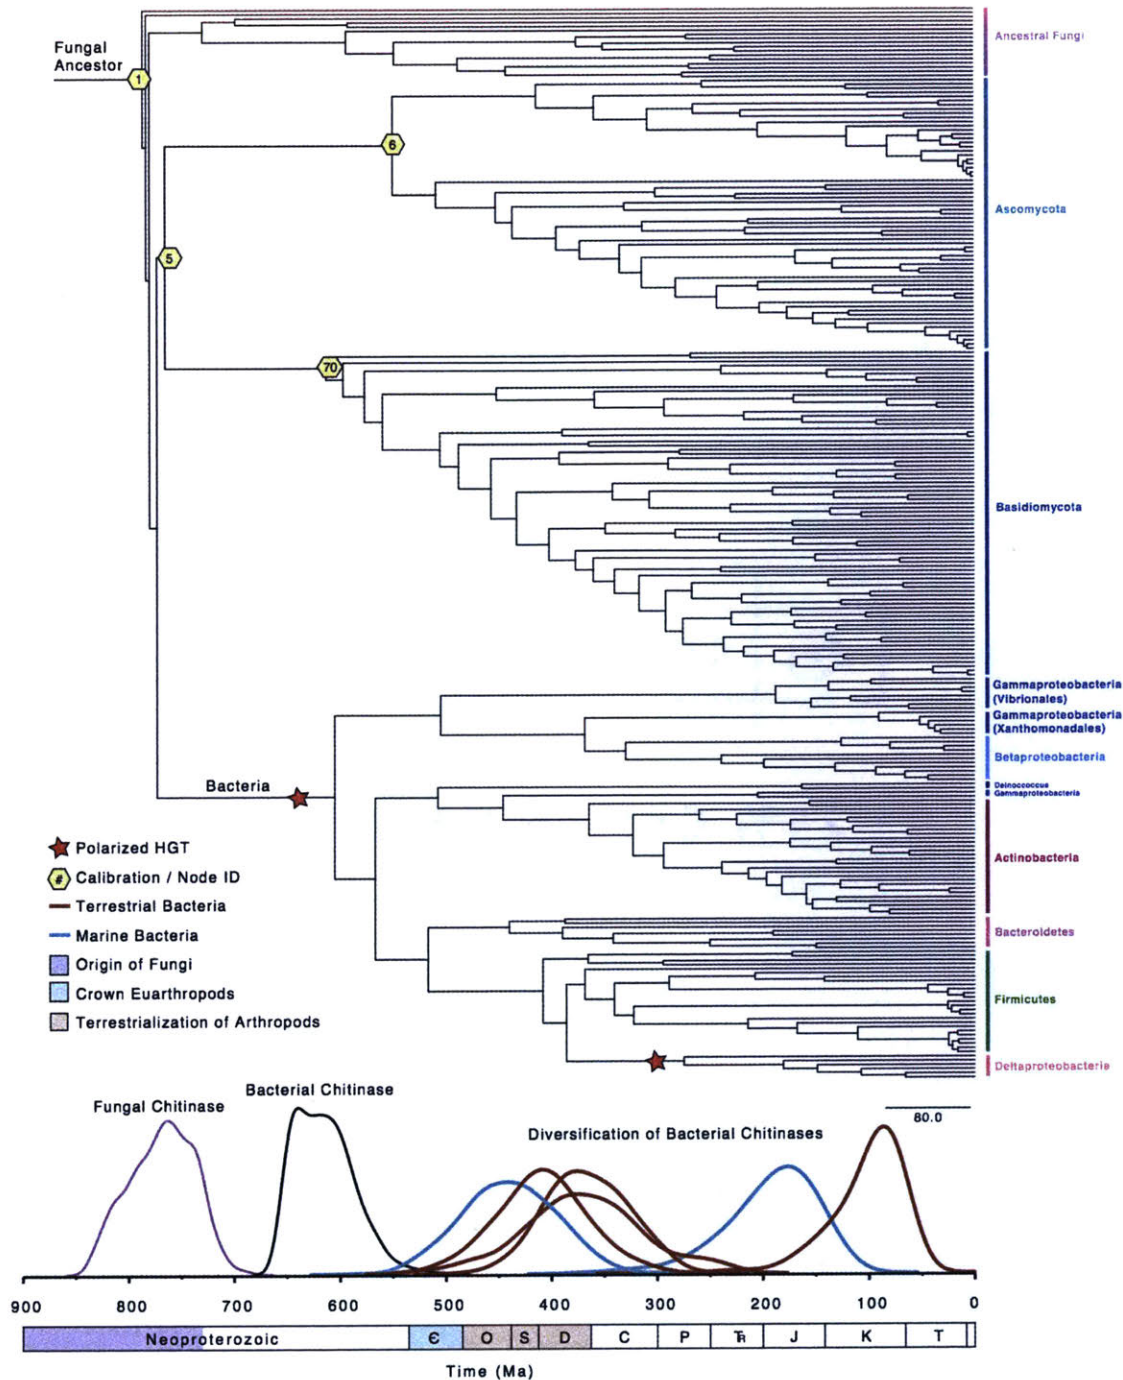 Fungal
Ancestor
1
6
5
70
Ancestral Fungi
Ascomycota
Basidiomycota
Gammaproteobacteria
(Vibrionales)
Gammaproteobacteria
(Xanthomonadales)
Betaproteobacteria
Deinococcus
Gammaproteobacteria
Actinobacteria
Bacteroidetes
Firmicutes
Deltaproteobacteria
Bacteria
Polarized HGT
# Calibration / Node ID
Terrestrial Bacteria
Marine Bacteria
Origin of Fungi
Crown Euarthropods
Terrestrialization of Arthropods
80.0
Fungal Chitinase
Bacterial Chitinase
Diversification of Bacterial Chitinases
900 800 700 600 500 400 300 200 100 0
Neoproterozoic Є O S D C P TR J K T
Time (Ma)